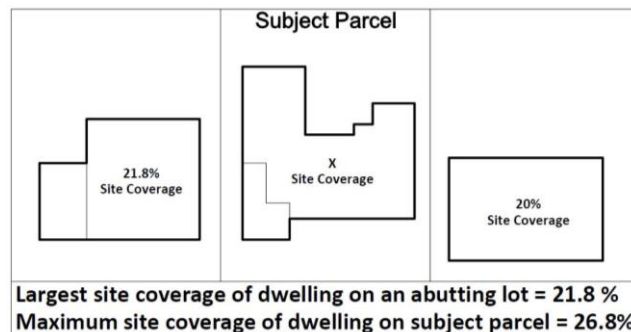 Subject Parcel
21.8%
Site Coverage
X
Site Coverage
20%
Site Coverage
Largest site coverage of dwelling on an abutting lot = 21.8 %
Maximum site coverage of dwelling on subject parcel = 26.8%